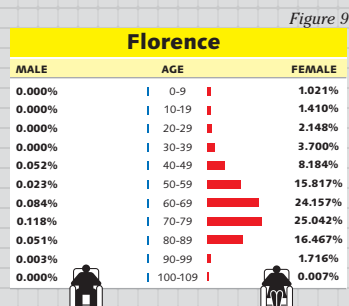 Figure 9
Florence
MALE AGE FEMALE
0.000% 0-9 1.021%
0.000% 10-19 1.410%
0.000% 20-29 2.148%
0.000% 30-39 3.700%
0.052% 40-49 8.184%
0.023% 50-59 15.817%
0.084% 60-69 24.157%
0.118% 70-79 25.042%
0.051% 80-89 16.467%
0.003% 90-99 1.716%
0.000% 100-109 0.007%